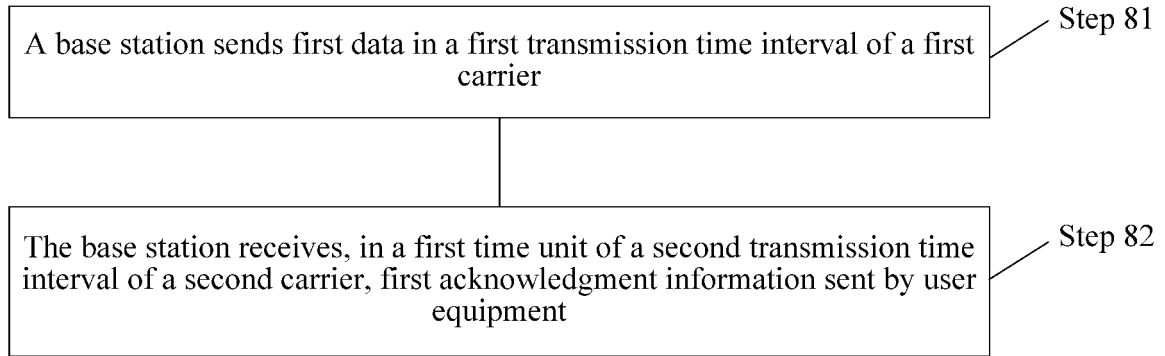 A base station sends first data in a first transmission time interval of a first
carrier
Step 81
The base station receives, in a first time unit of a second transmission time
interval of a second carrier, first acknowledgment information sent by user
equipment
Step 82